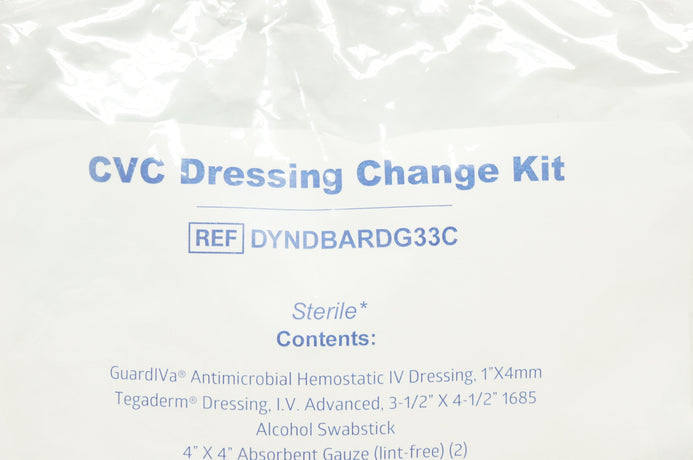 CVC Dressing Change Kit
REF DYNDBARDG33C
Sterile*
Contents:
GuardIVa® Antimicrobial Hemostatic IV Dressing, 1"X4mm
Tegaderm® Dressing, I.V. Advanced, 3-1/2" X 4-1/2" 1685
Alcohol Swabstick
4" X 4" Absorbent Gauze (lint-free) (2)